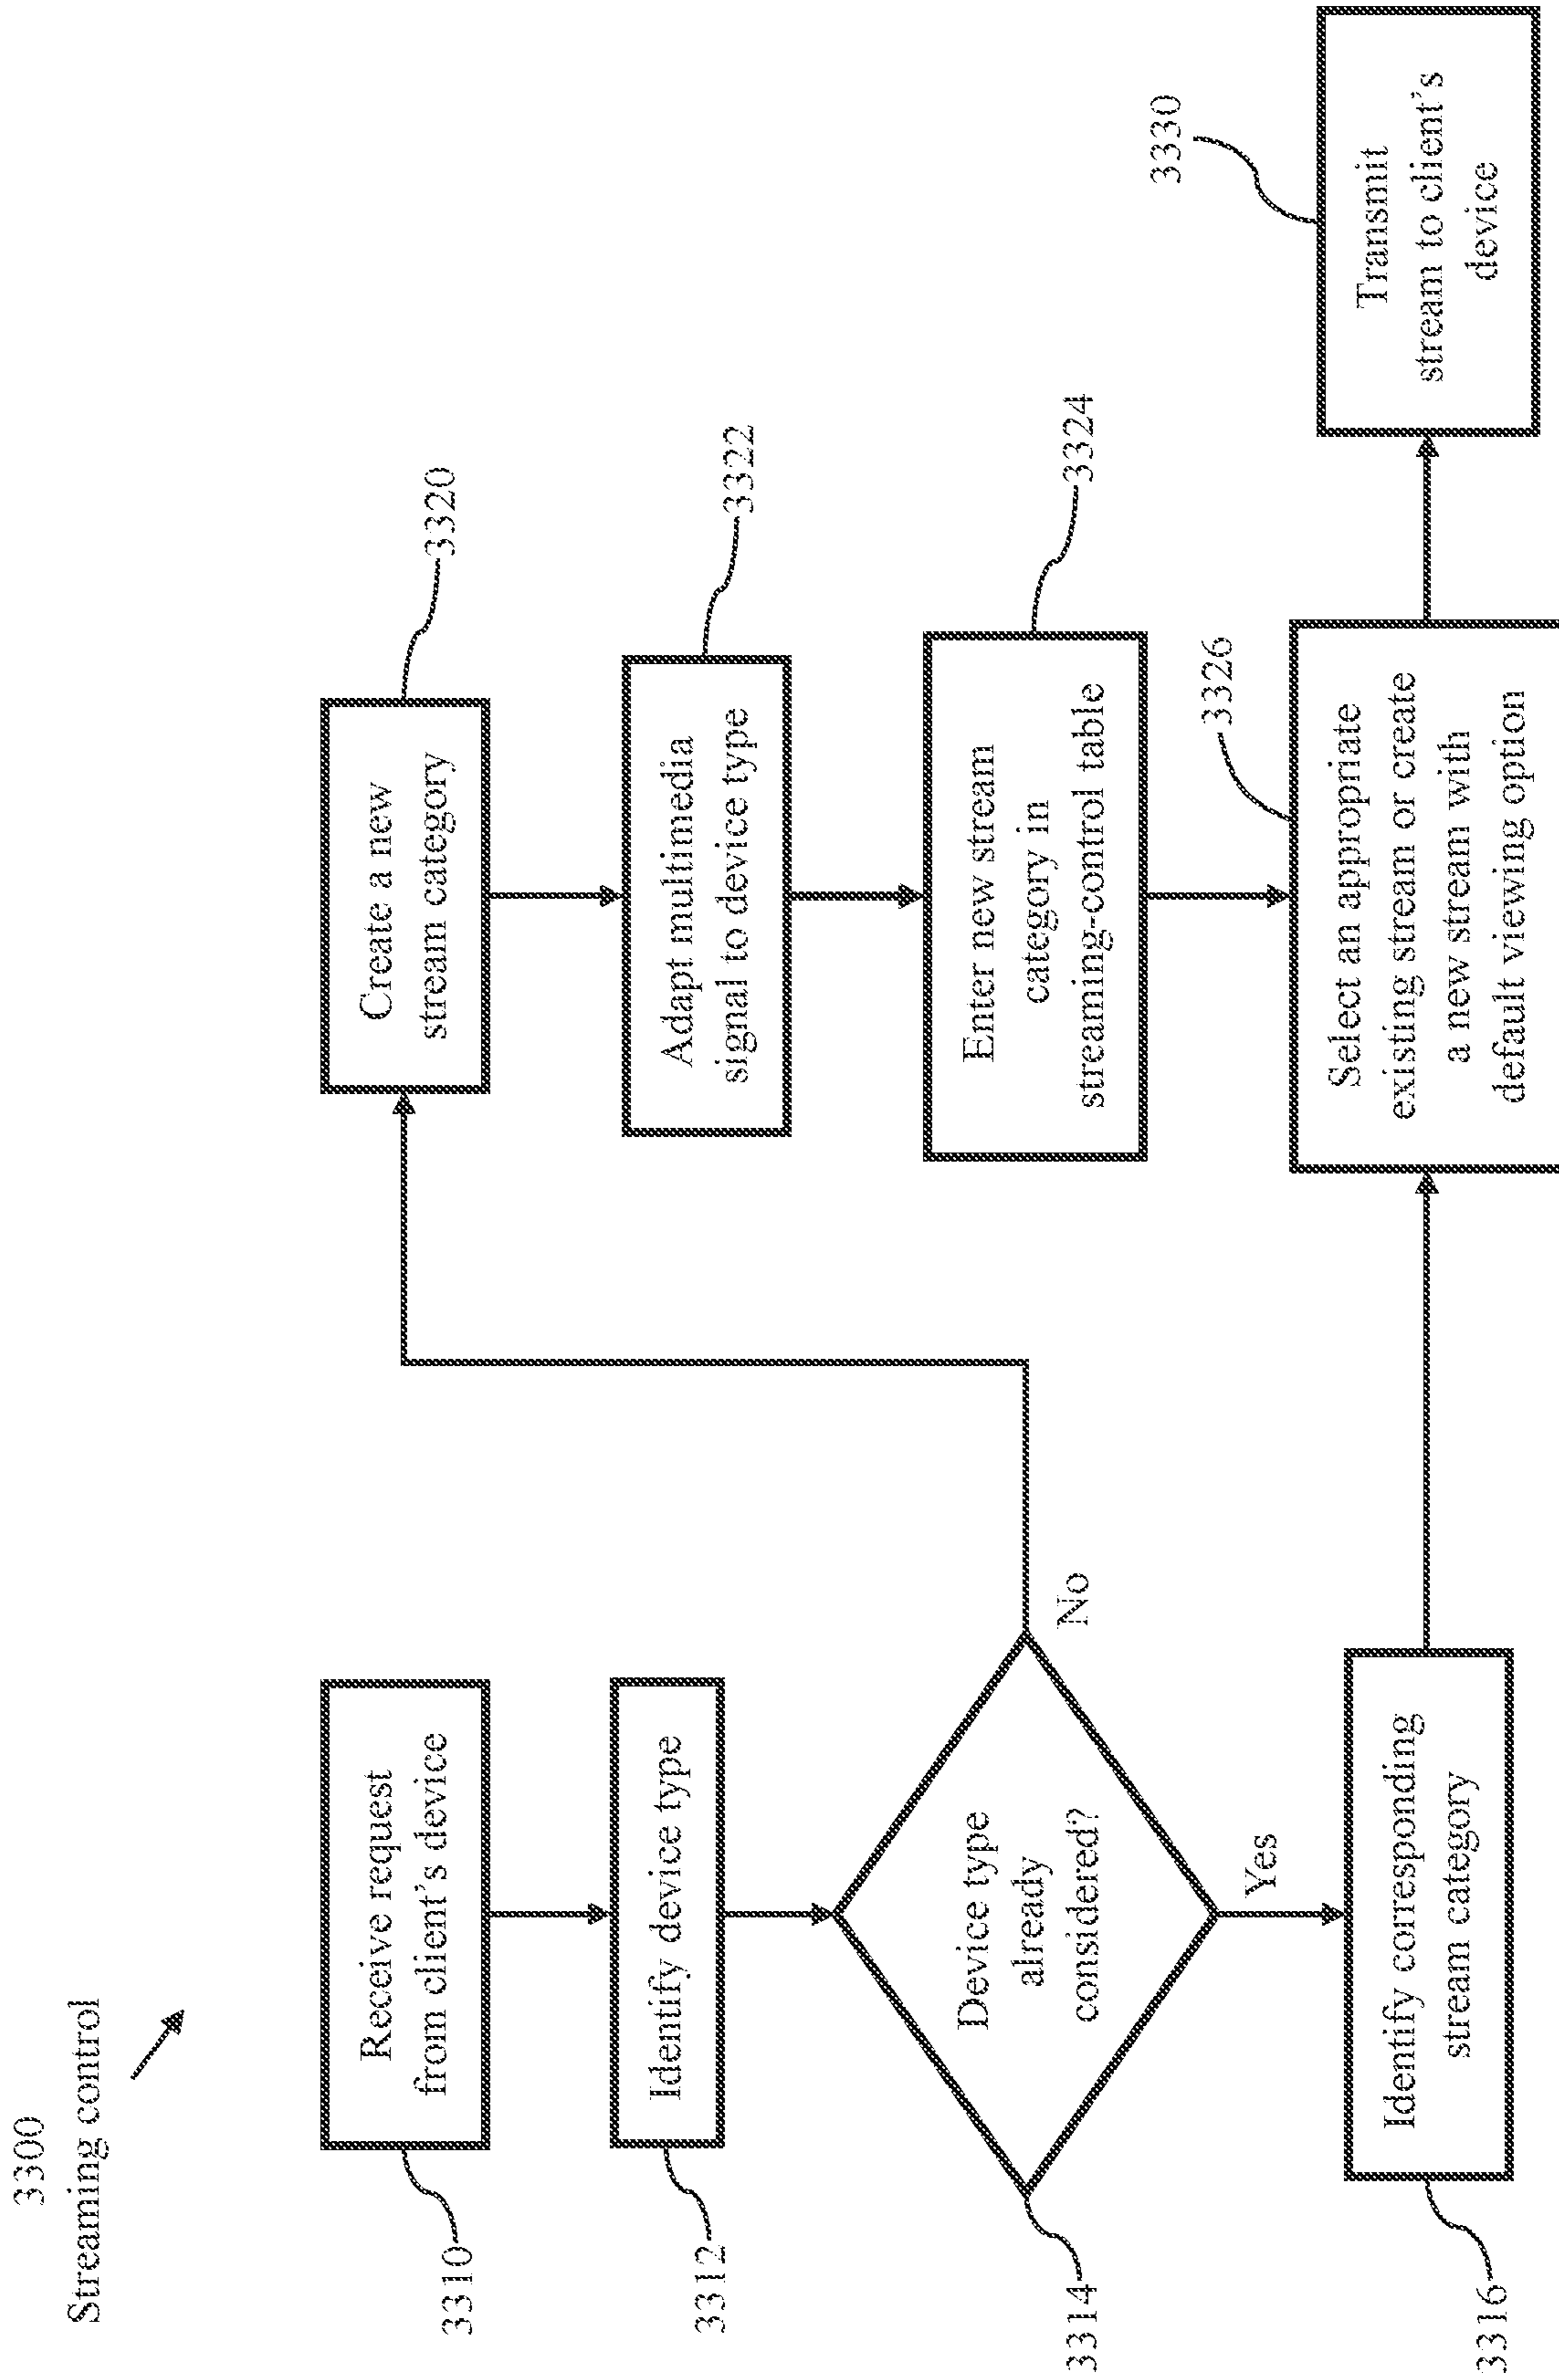 3300
Streaming control
3310
Receive request
from client's device
3312
Identify device type
3314
Device type
already
considered?
No
Yes
3316
Identify corresponding
stream category
3320
Create a new
stream category
3322
Adapt multimedia
signal to device type
3324
Enter new stream
category in
streaming-control table
3326
Select an appropriate
existing stream or create
a new stream with
default viewing option
3330
Transmit
stream to client's
device